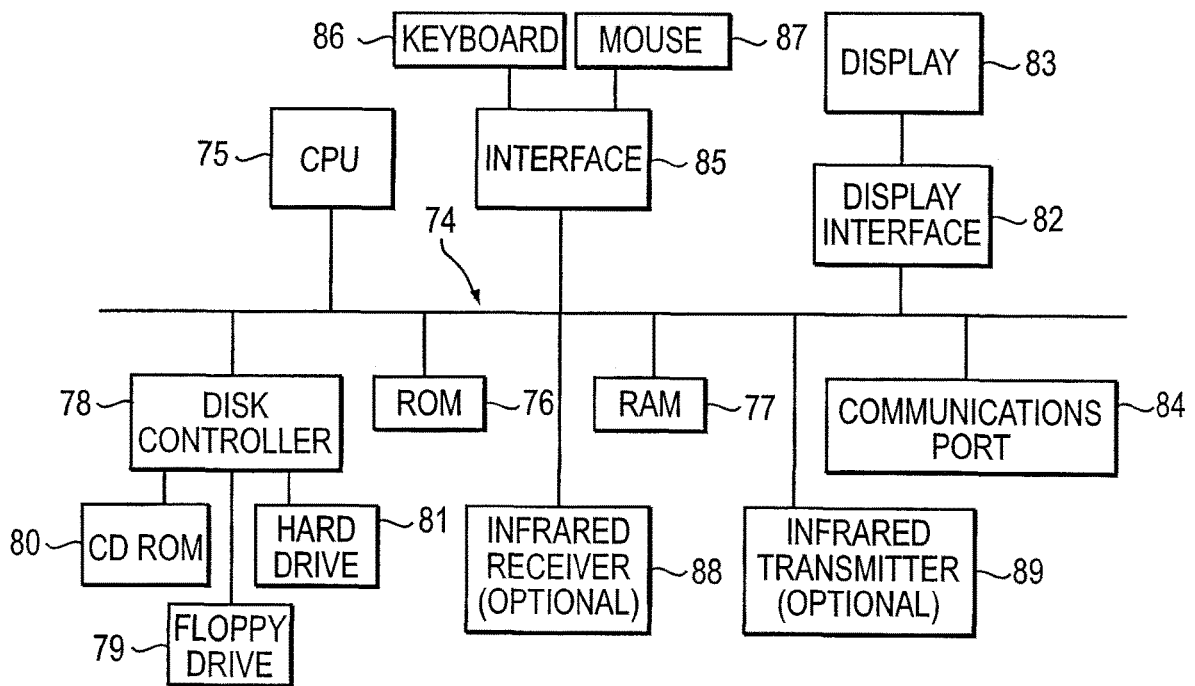 86 KEYBOARD MOUSE 87
DISPLAY 83
75 CPU
INTERFACE 85
DISPLAY
INTERFACE 82
74
78 DISK
CONTROLLER
ROM 76
RAM 77
COMMUNICATIONS
PORT 84
80 CD ROM
HARD
DRIVE 81
INFRARED
RECEIVER
(OPTIONAL) 88
INFRARED
TRANSMITTER
(OPTIONAL) 89
79 FLOPPY
DRIVE